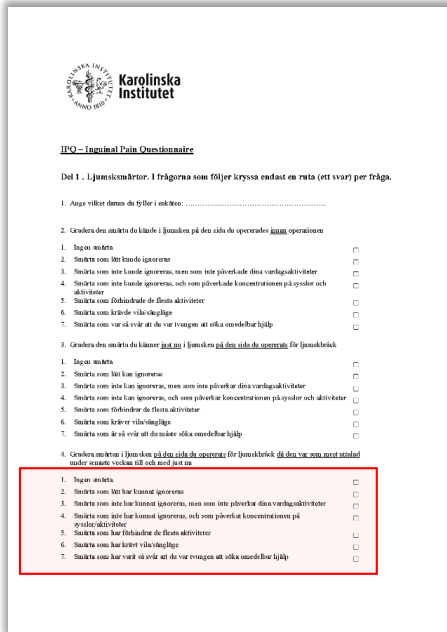 KAROLINSKA INSTITUTET
ANNO 1810
Karolinska
Institutet
IPQ – Inguinal Pain Questionnaire
Del 1 . Ljumsksmärtor. I frågorna som följer kryssa endast en ruta (ett svar) per fråga.
1. Ange vilket datum du fyller i enkäten: ……………………………………………………
2. Gradera den smärta du kände i ljumsken på den sida du opererades innan operationen
1. Ingen smärta
2. Smärta som lätt kunde ignoreras
3. Smärta som inte kunde ignoreras, men som inte påverkade dina vardagsaktiviteter
4. Smärta som inte kunde ignoreras, och som påverkade koncentrationen på sysslor och
aktiviteter
5. Smärta som förhindrade de flesta aktiviteter
6. Smärta som krävde vila/sängläge
7. Smärta som var så svår att du var tvungen att söka omedelbar hjälp
3. Gradera den smärta du känner just nu i ljumsken på den sida du opererats för ljumskbråck
1. Ingen smärta
2. Smärta som lätt kan ignoreras
3. Smärta som inte kan ignoreras, men som inte påverkar dina vardagsaktiviteter
4. Smärta som inte kan ignoreras, och som påverkar koncentrationen på sysslor och aktiviteter
5. Smärta som förhindrar de flesta aktiviteter
6. Smärta som kräver vila/sängläge
7. Smärta som är så svår att du måste söka omedelbar hjälp
4. Gradera smärtan i ljumsken på den sida du opererats för ljumskbråck då den var som mest uttalad
under senaste veckan till och med just nu
1. Ingen smärta
2. Smärta som lätt har kunnat ignoreras
3. Smärta som inte har kunnat ignoreras, men som inte påverkar dina vardagsaktiviteter
4. Smärta som inte har kunnat ignoreras, och som påverkat koncentrationen på
sysslor/aktiviteter
5. Smärta som har förhindrat de flesta aktiviteter
6. Smärta som har krävt vila/sängläge
7. Smärta som har varit så svår att du var tvungen att söka omedelbar hjälp